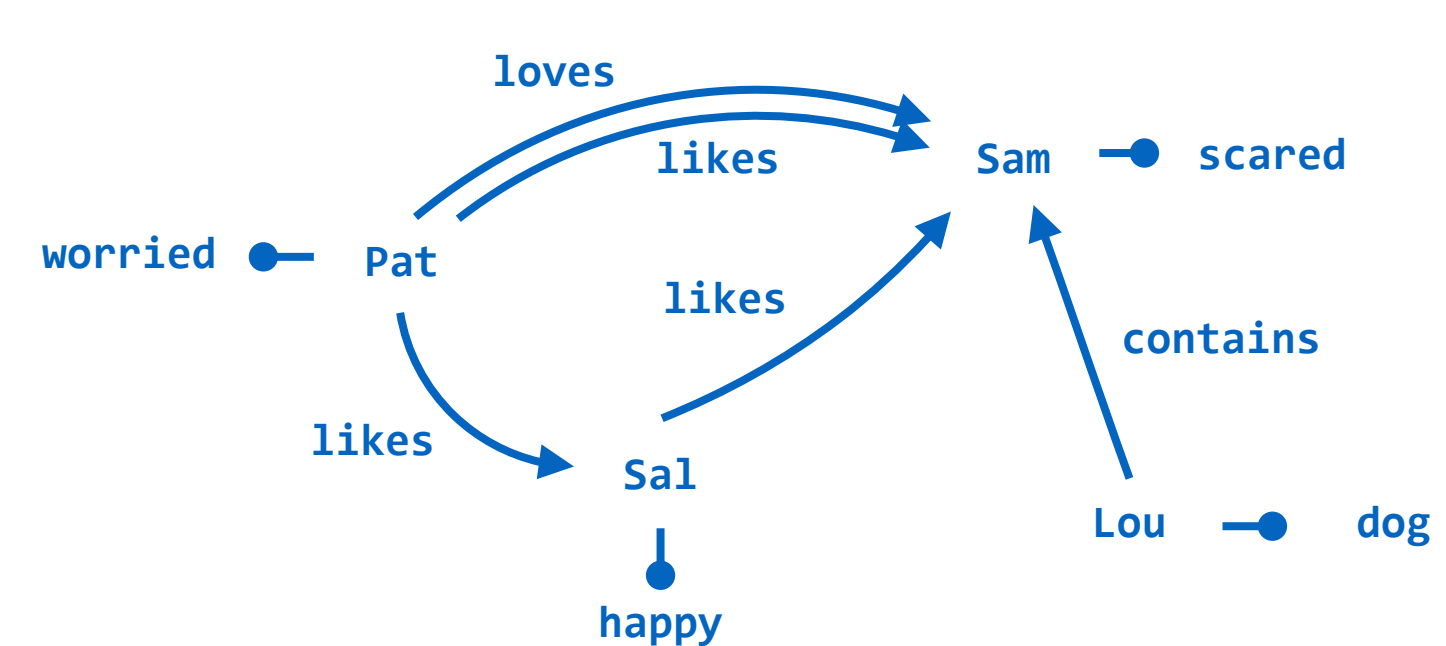 loves
likes
Sam
scared
worried
Pat
likes
contains
likes
Sal
Lou
dog
happy